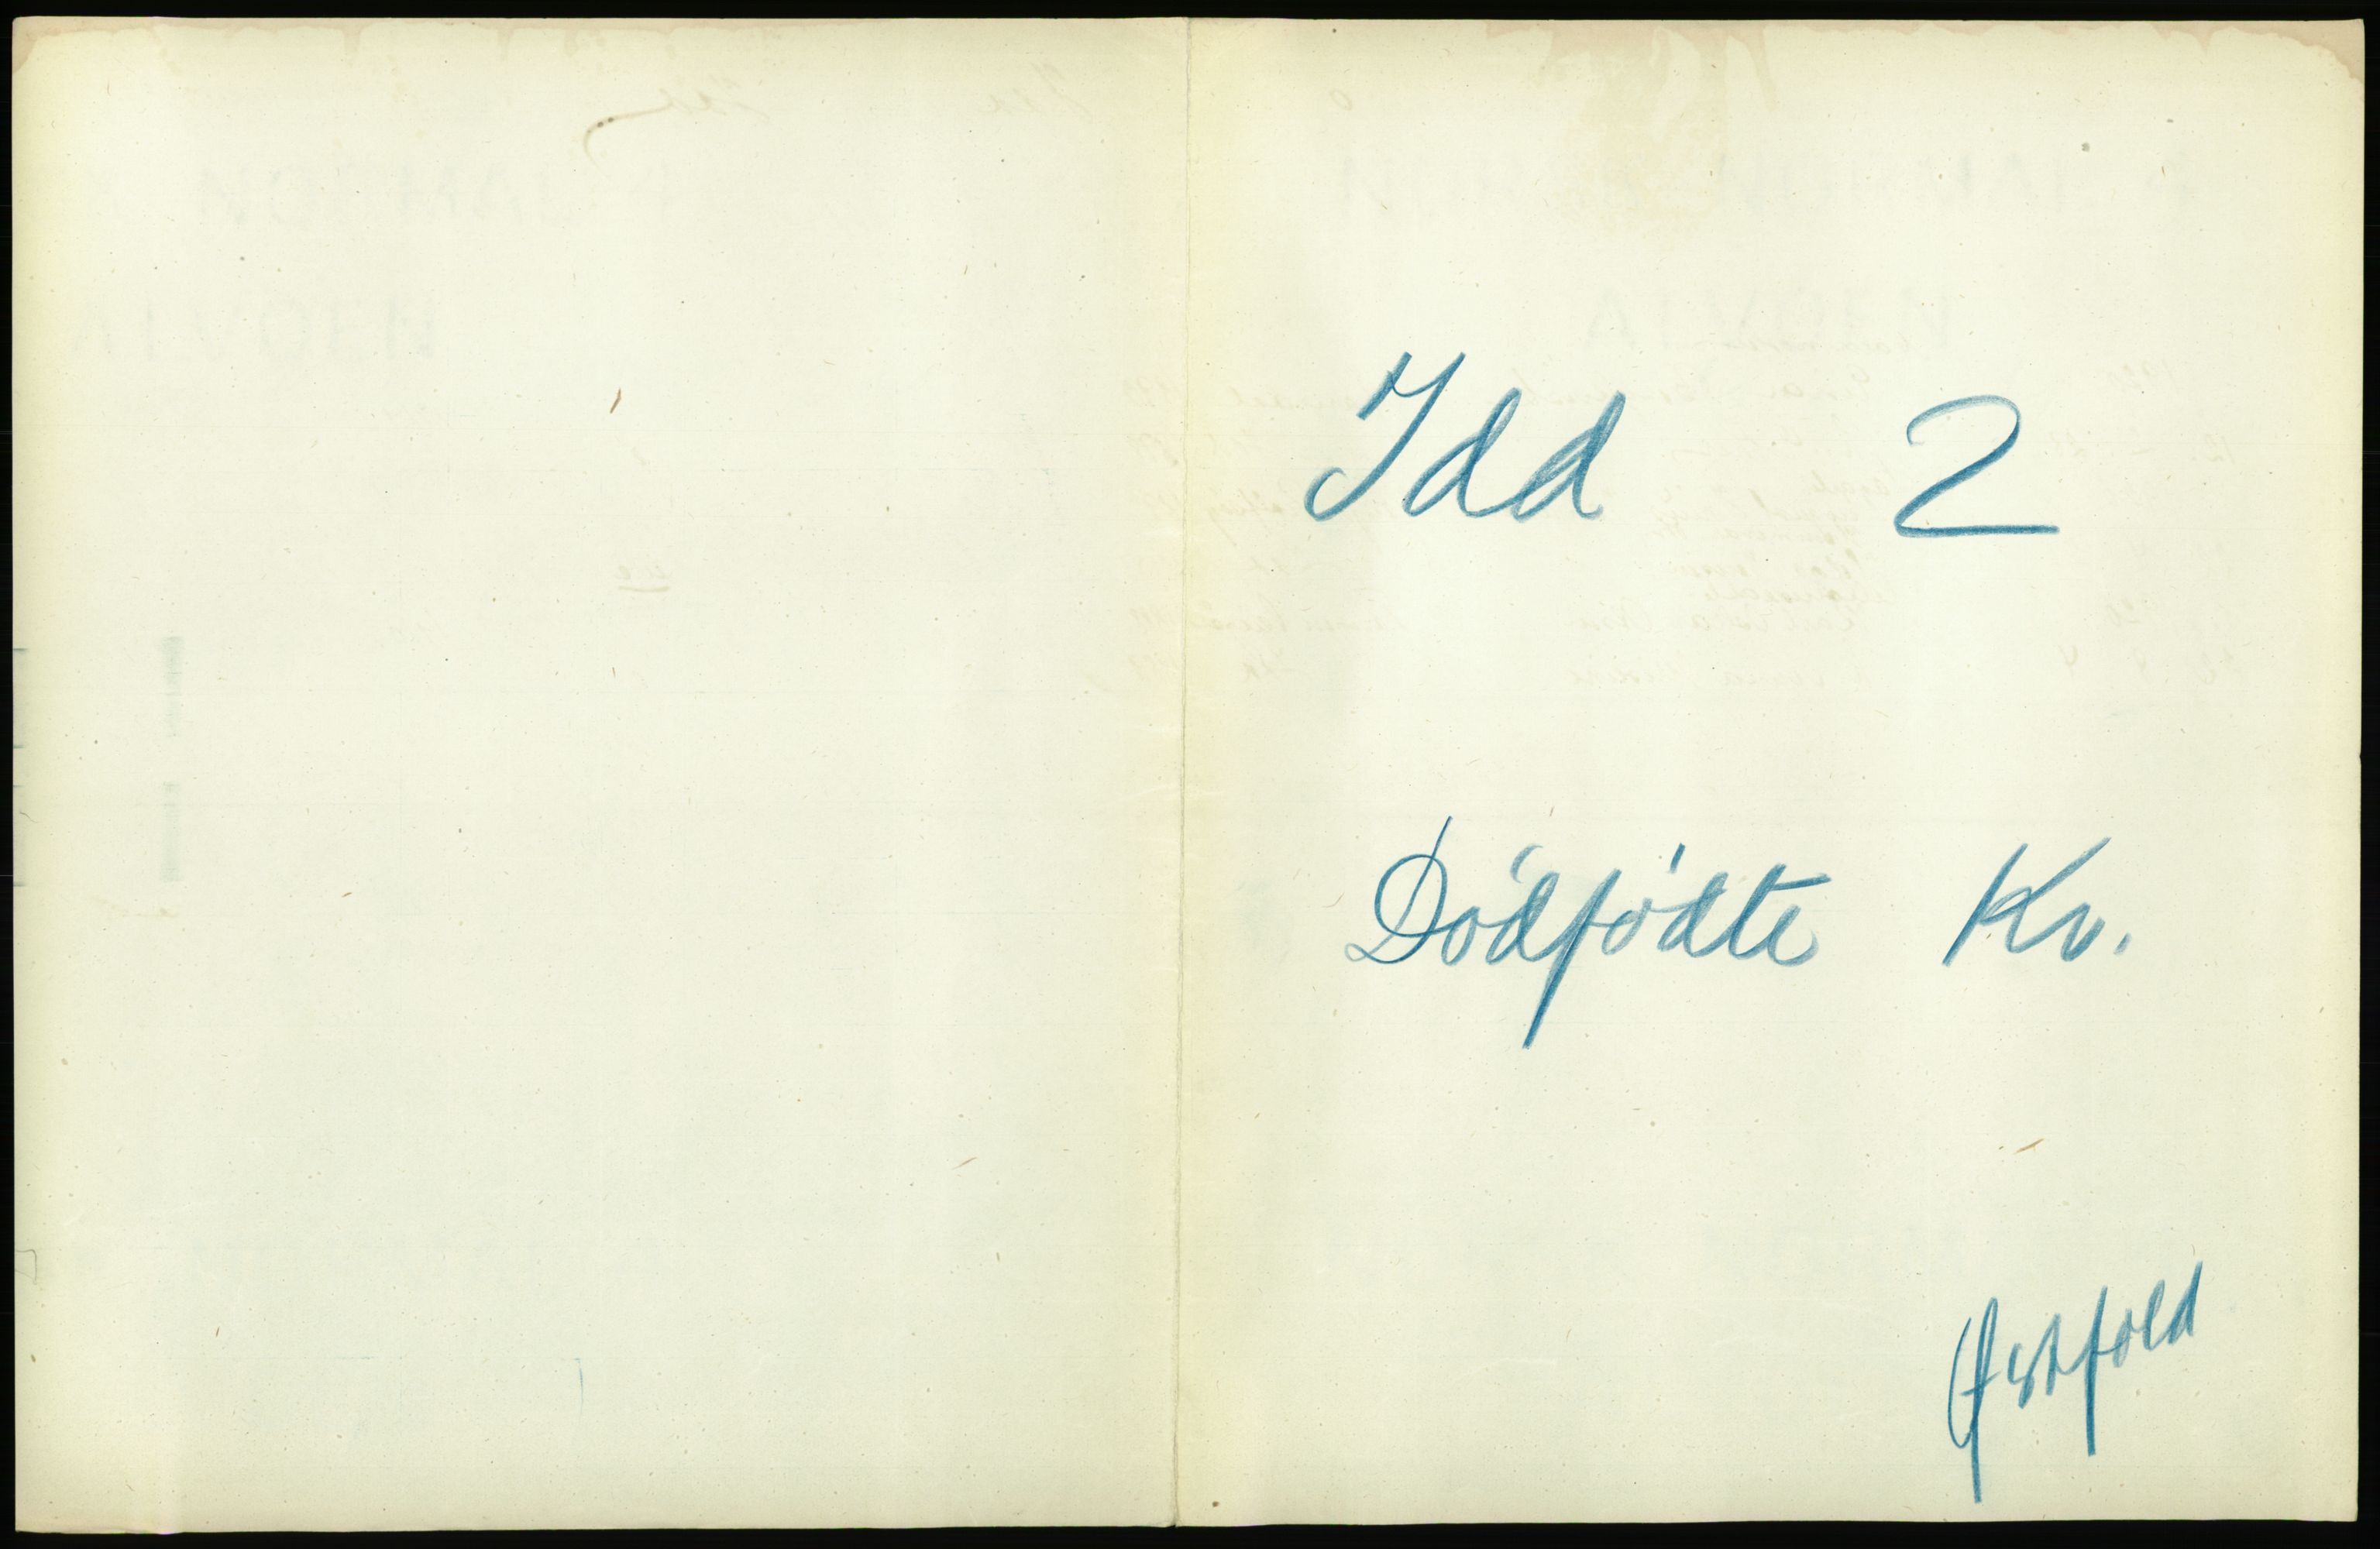 Idd 2
Dødfødte Kv.
Østfold